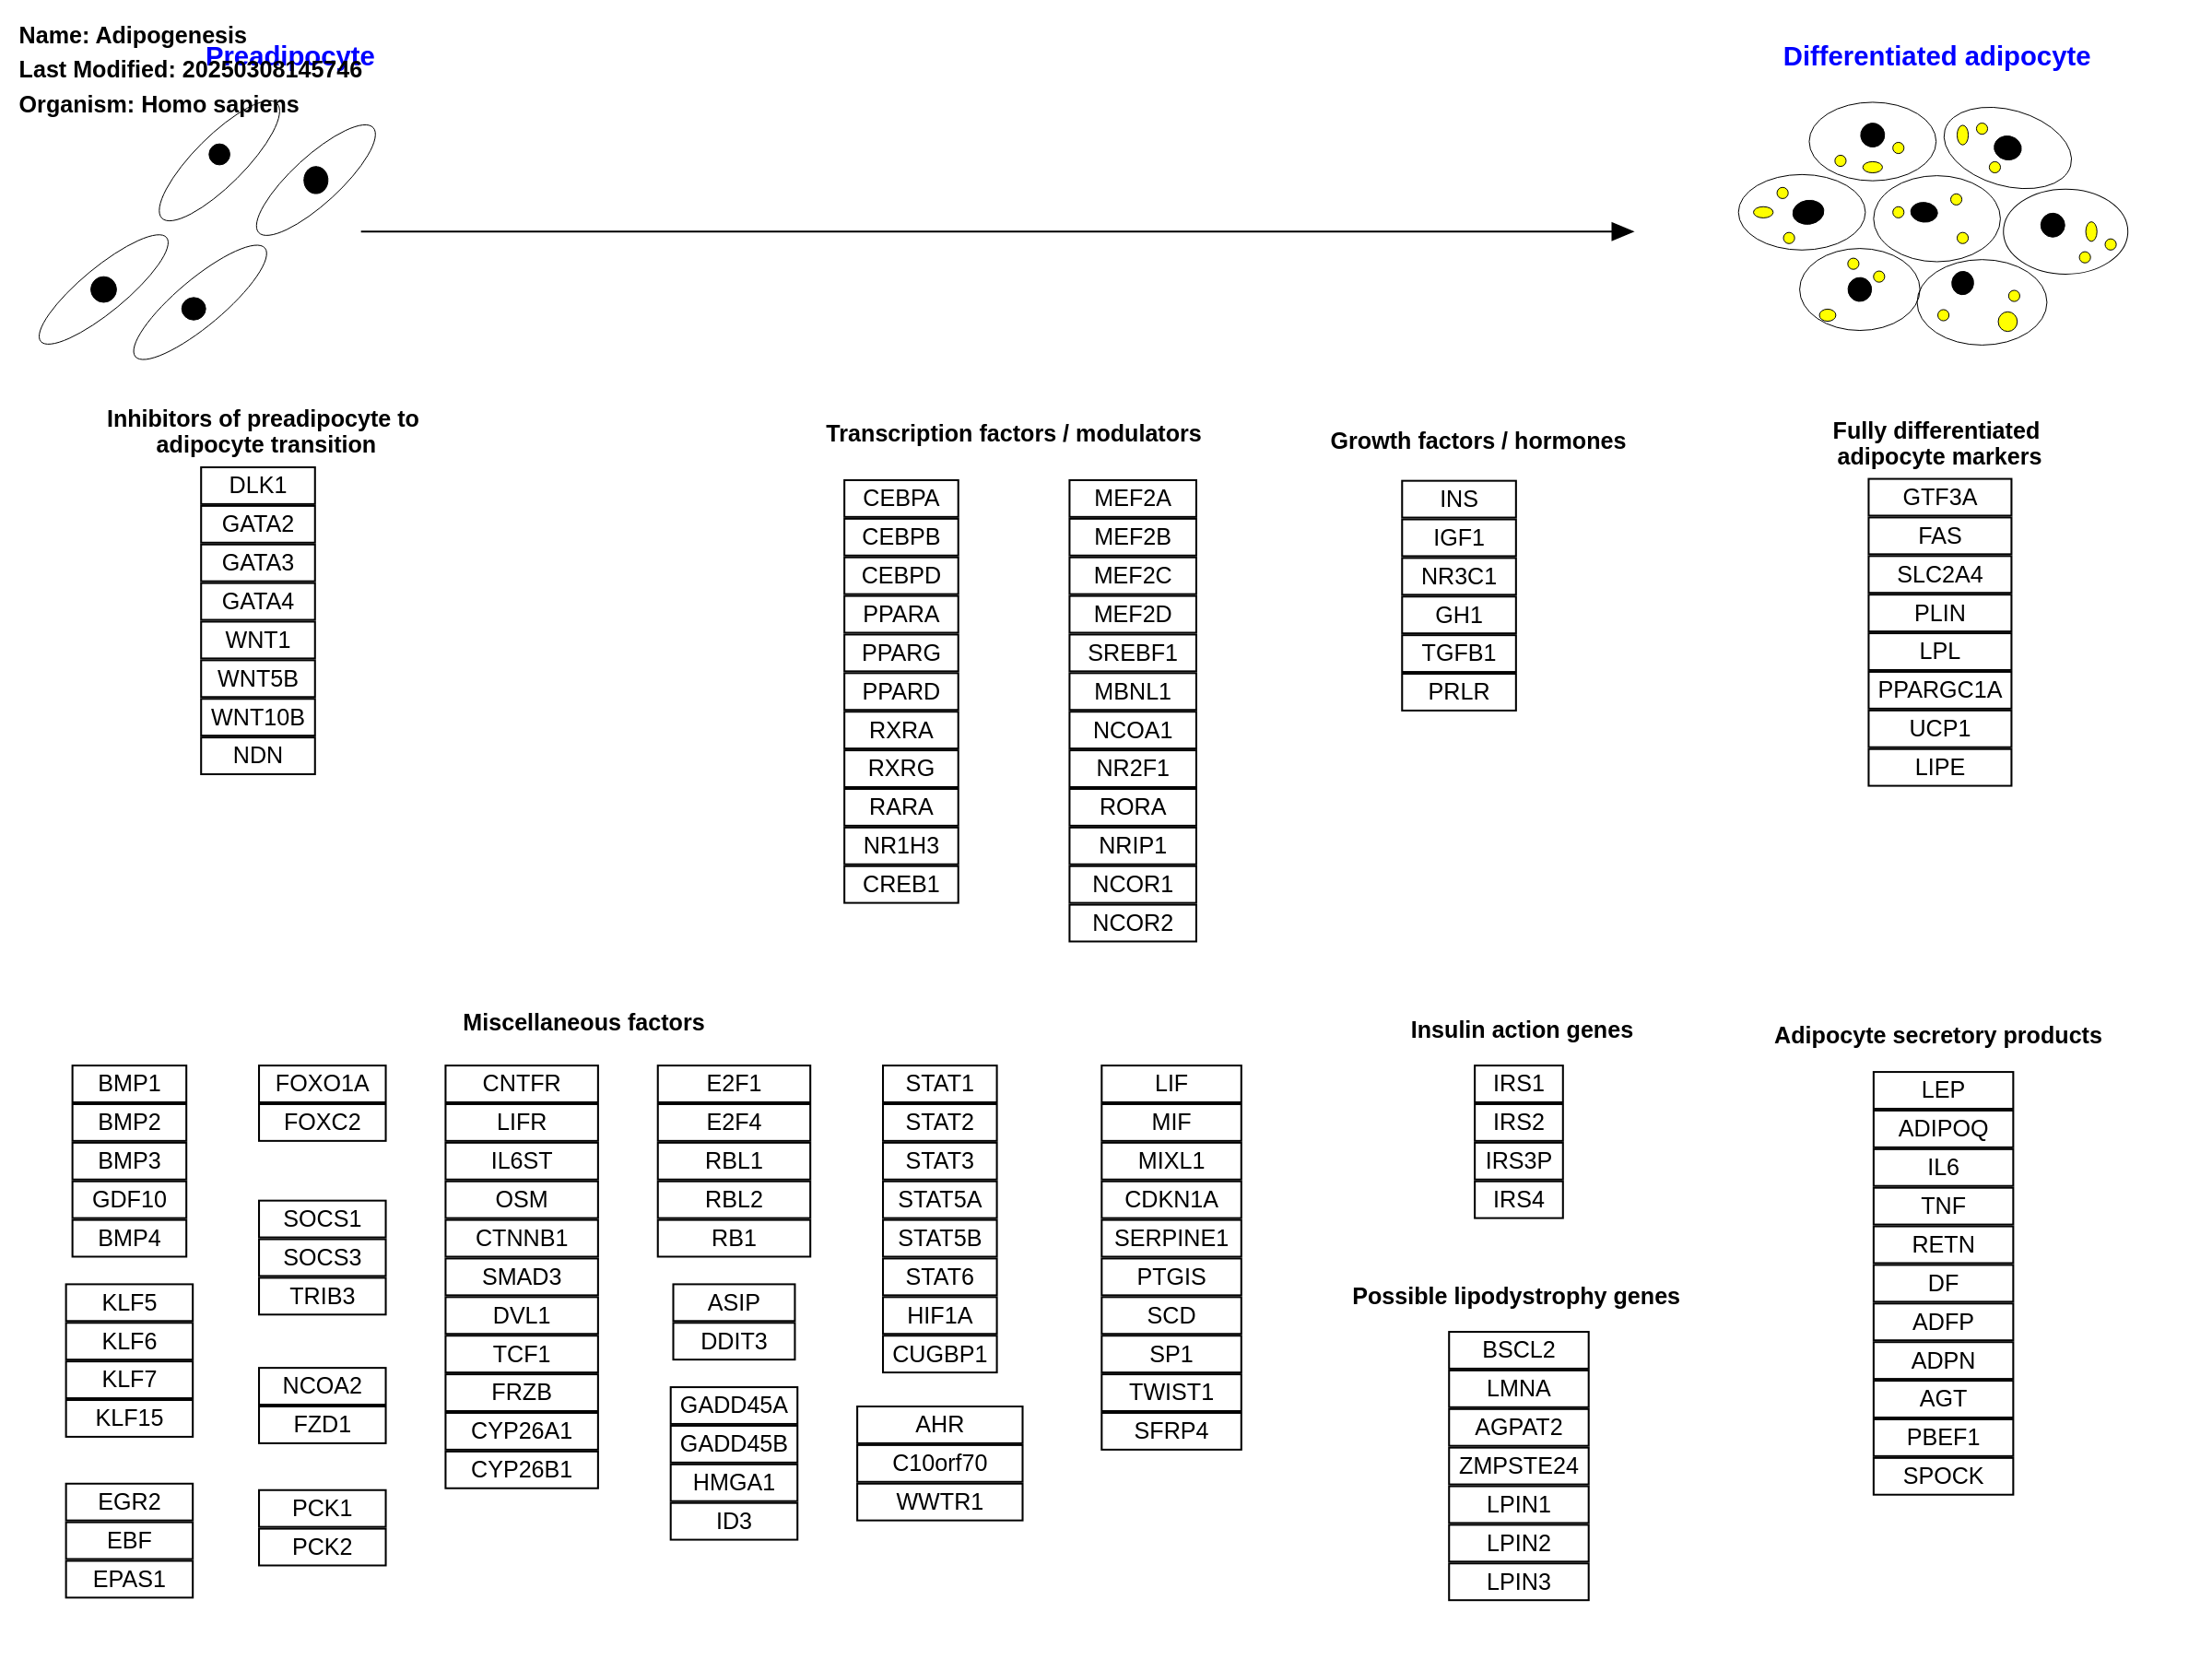 Name: Adipogenesis
Preadipocyte
Last Modified: 20250308145746
Organism: Homo sapiens
Differentiated adipocyte
Inhibitors of preadipocyte to
adipocyte transition
DLK1
GATA2
GATA3
GATA4
WNT1
WNT5B
WNT10B
NDN
Transcription factors / modulators
CEBPA
CEBPB
CEBPD
PPARA
PPARG
PPARD
RXRA
RXRG
RARA
NR1H3
CREB1
MEF2A
MEF2B
MEF2C
MEF2D
SREBF1
MBNL1
NCOA1
NR2F1
RORA
NRIP1
NCOR1
NCOR2
Growth factors / hormones
INS
IGF1
NR3C1
GH1
TGFB1
PRLR
Fully differentiated
adipocyte markers
GTF3A
FAS
SLC2A4
PLIN
LPL
PPARGC1A
UCP1
LIPE
Miscellaneous factors
BMP1
BMP2
BMP3
GDF10
BMP4
KLF5
KLF6
KLF7
KLF15
EGR2
EBF
EPAS1
FOXO1A
FOXC2
SOCS1
SOCS3
TRIB3
NCOA2
FZD1
PCK1
PCK2
CNTFR
LIFR
IL6ST
OSM
CTNNB1
SMAD3
DVL1
TCF1
FRZB
CYP26A1
CYP26B1
E2F1
E2F4
RBL1
RBL2
RB1
ASIP
DDIT3
GADD45A
GADD45B
HMGA1
ID3
STAT1
STAT2
STAT3
STAT5A
STAT5B
STAT6
HIF1A
CUGBP1
AHR
C10orf70
WWTR1
LIF
MIF
MIXL1
CDKN1A
SERPINE1
PTGIS
SCD
SP1
TWIST1
SFRP4
Insulin action genes
IRS1
IRS2
IRS3P
IRS4
Possible lipodystrophy genes
BSCL2
LMNA
AGPAT2
ZMPSTE24
LPIN1
LPIN2
LPIN3
Adipocyte secretory products
LEP
ADIPOQ
IL6
TNF
RETN
DF
ADFP
ADPN
AGT
PBEF1
SPOCK